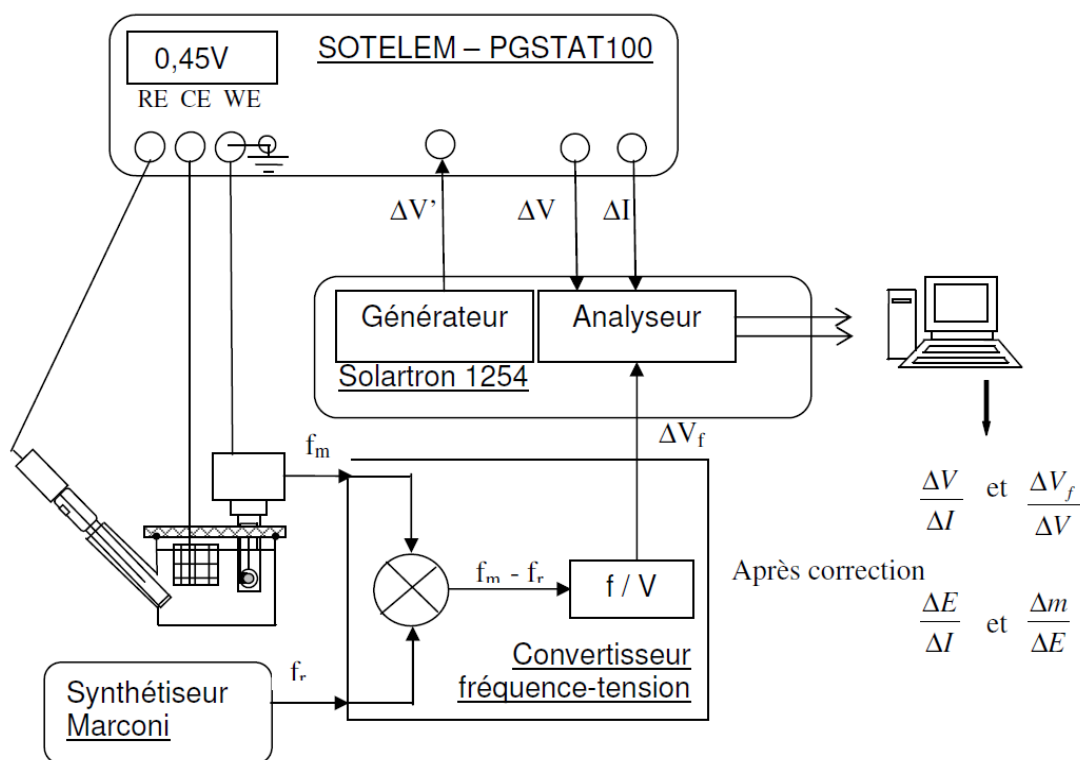 SOTELEM – PGSTAT100
0,45V
RE CE WE
ΔV’
ΔV
ΔI
Générateur
Analyseur
Solartron 1254
ΔV_f
f_m
f_m - f_r
f / V
Convertisseur
fréquence-tension
f_r
Synthétiseur
Marconi
ΔV/ΔI et ΔV_f/ΔV
Après correction
ΔE/ΔI et Δm/ΔE